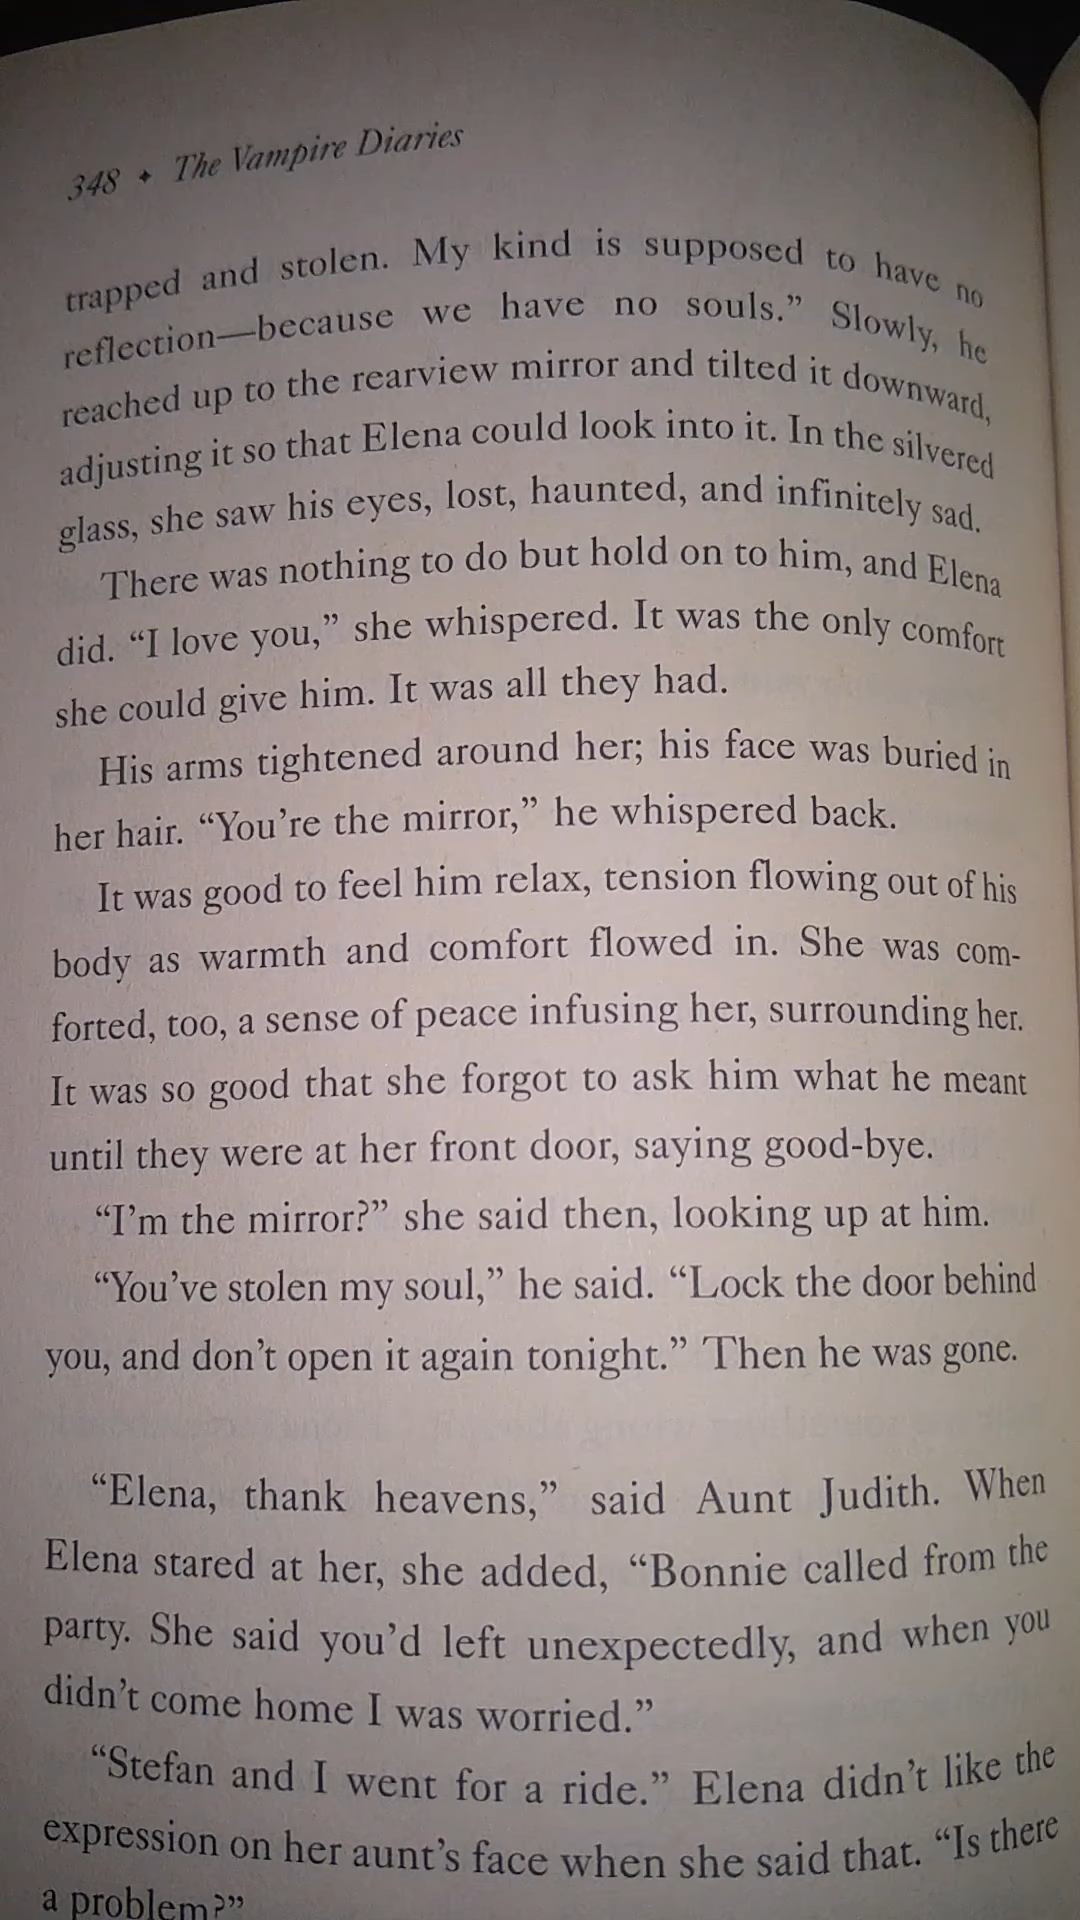 348 ✦ The Vampire Diaries
trapped and stolen. My kind is supposed to have no
reflection—because we have no souls.” Slowly, he
reached up to the rearview mirror and tilted it downward,
adjusting it so that Elena could look into it. In the silvered
glass, she saw his eyes, lost, haunted, and infinitely sad.
There was nothing to do but hold on to him, and Elena
did. “I love you,” she whispered. It was the only comfort
she could give him. It was all they had.
His arms tightened around her; his face was buried in
her hair. “You’re the mirror,” he whispered back.
It was good to feel him relax, tension flowing out of his
body as warmth and comfort flowed in. She was com-
forted, too, a sense of peace infusing her, surrounding her.
It was so good that she forgot to ask him what he meant
until they were at her front door, saying good-bye.
“I’m the mirror?” she said then, looking up at him.
“You’ve stolen my soul,” he said. “Lock the door behind
you, and don’t open it again tonight.” Then he was gone.
“Elena, thank heavens,” said Aunt Judith. When
Elena stared at her, she added, “Bonnie called from the
party. She said you’d left unexpectedly, and when you
didn’t come home I was worried.”
“Stefan and I went for a ride.” Elena didn’t like the
expression on her aunt’s face when she said that. “Is there
a problem?”